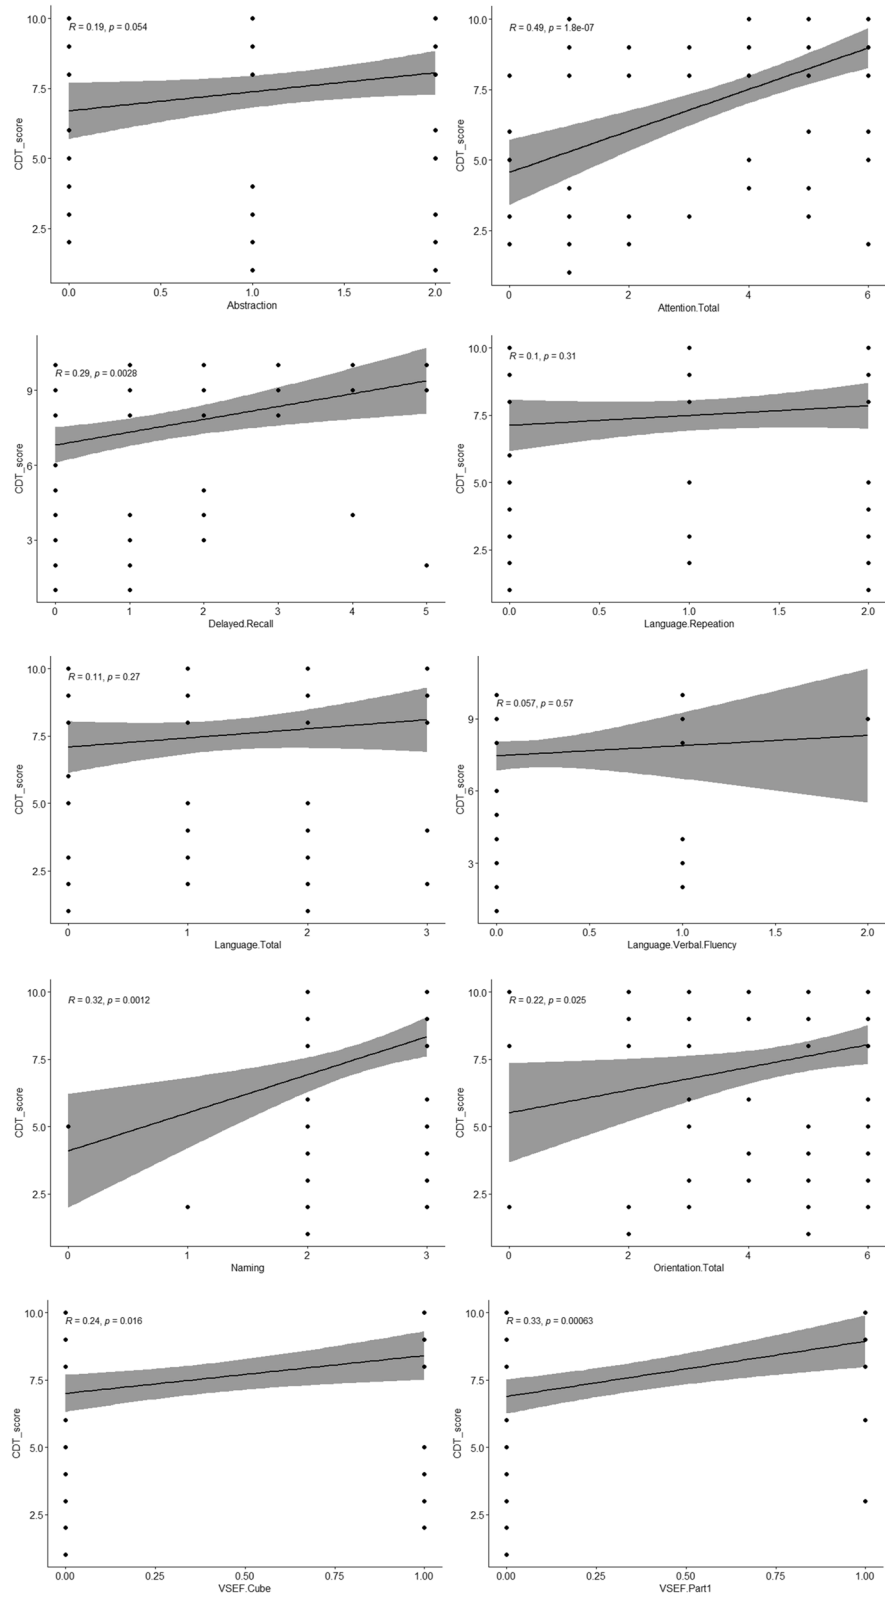 10.0
7.5
5.0
2.5
CDT_score
R = 0.19, p = 0.054
0.0 0.5 1.0 1.5 2.0
Abstraction
10.0
7.5
5.0
2.5
CDT_score
R = 0.49, p = 1.8e-07
0 2 4 6
Attention.Total
9
6
3
CDT_score
R = 0.29, p = 0.0028
0 1 2 3 4 5
Delayed.Recall
10.0
7.5
5.0
2.5
CDT_score
R = 0.1, p = 0.31
0.0 0.5 1.0 1.5 2.0
Language.Repeation
10.0
7.5
5.0
2.5
CDT_score
R = 0.11, p = 0.27
0 1 2 3
Language.Total
9
6
3
CDT_score
R = 0.057, p = 0.57
0.0 0.5 1.0 1.5 2.0
Language.Verbal.Fluency
10.0
7.5
5.0
2.5
CDT_score
R = 0.32, p = 0.0012
0 1 2 3
Naming
10.0
7.5
5.0
2.5
CDT_score
R = 0.22, p = 0.025
0 2 4 6
Orientation.Total
10.0
7.5
5.0
2.5
CDT_score
R = 0.24, p = 0.016
0.00 0.25 0.50 0.75 1.00
VSEF.Cube
10.0
7.5
5.0
2.5
CDT_score
R = 0.33, p = 0.00063
0.00 0.25 0.50 0.75 1.00
VSEF.Part1